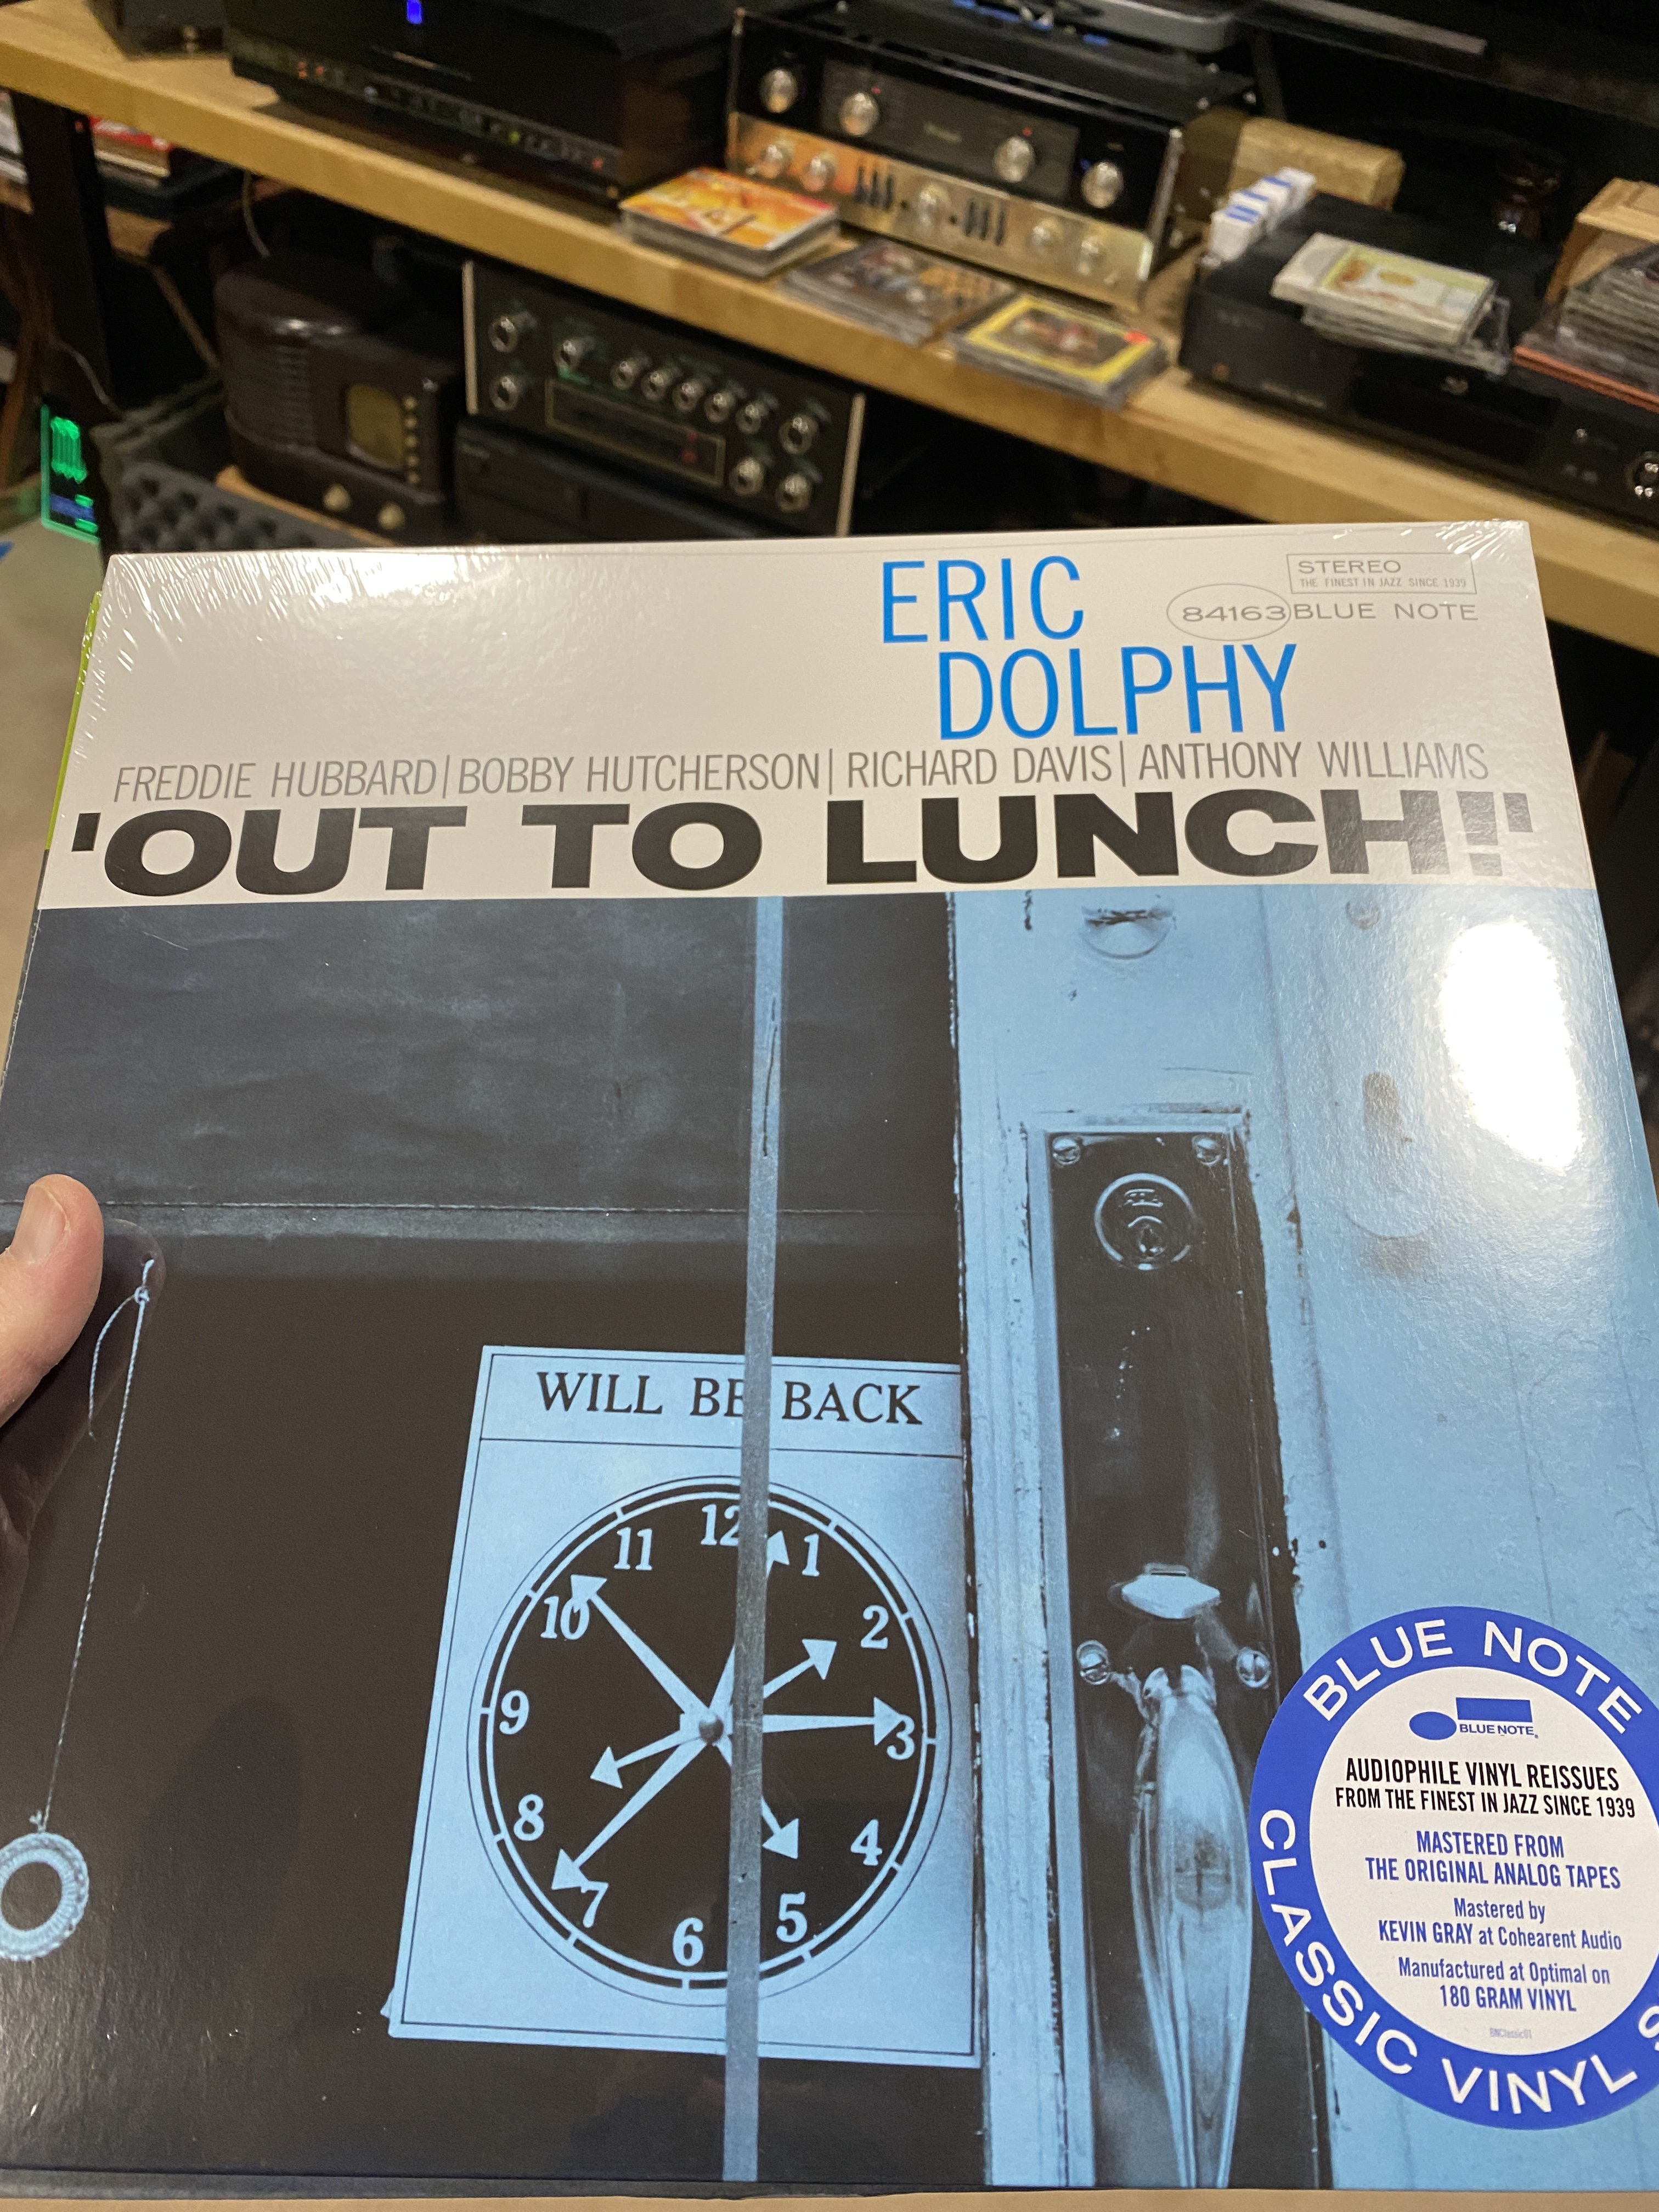 ERIC
DOLPHY
STEREO
THE FINEST IN JAZZ SINCE 1939
84163 BLUE NOTE
FREDDIE HUBBARD|BOBBY HUTCHERSON|RICHARD DAVIS|ANTHONY WILLIAMS
'OUT TO LUNCH!'
WILL BE BACK
12
1
2
3
4
5
6
7
8
9
10
11
BLUE NOTE
BLUE NOTE
AUDIOPHILE VINYL REISSUES
FROM THE FINEST IN JAZZ SINCE 1939
MASTERED FROM
THE ORIGINAL ANALOG TAPES
Mastered by
KEVIN GRAY at Cohearent Audio
Manufactured at Optimal on
180 GRAM VINYL
BNClassic01
CLASSIC VINYL S